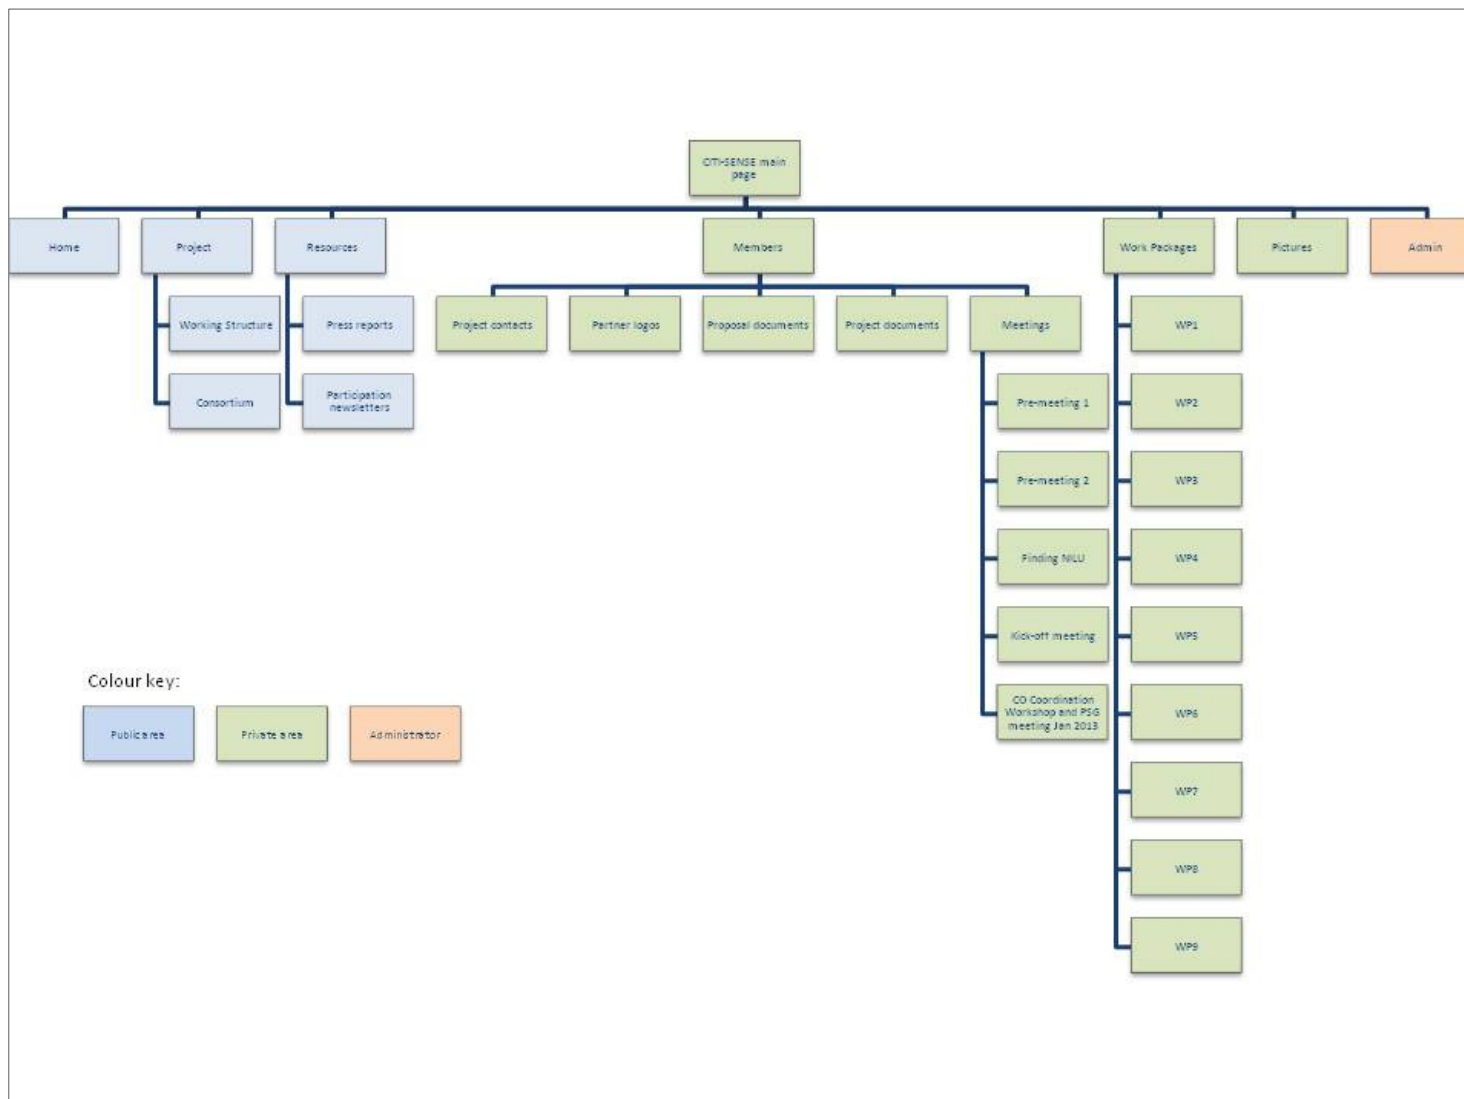 CITI-SENSE main
page
Home
Project
Resources
Members
Work Packages
Pictures
Admin
Working Structure
Press reports
Project contacts
Partner logos
Proposal documents
Project documents
Meetings
WP1
Consortium
Participation
newsletters
Pre-meeting 1
WP2
Pre-meeting 2
WP3
Finding NILU
WP4
Kick-off meeting
WP5
CO Coordination
Workshop and PSG
meeting Jan 2013
WP6
Colour key:
Public area
Private area
Administrator
WP7
WP8
WP9